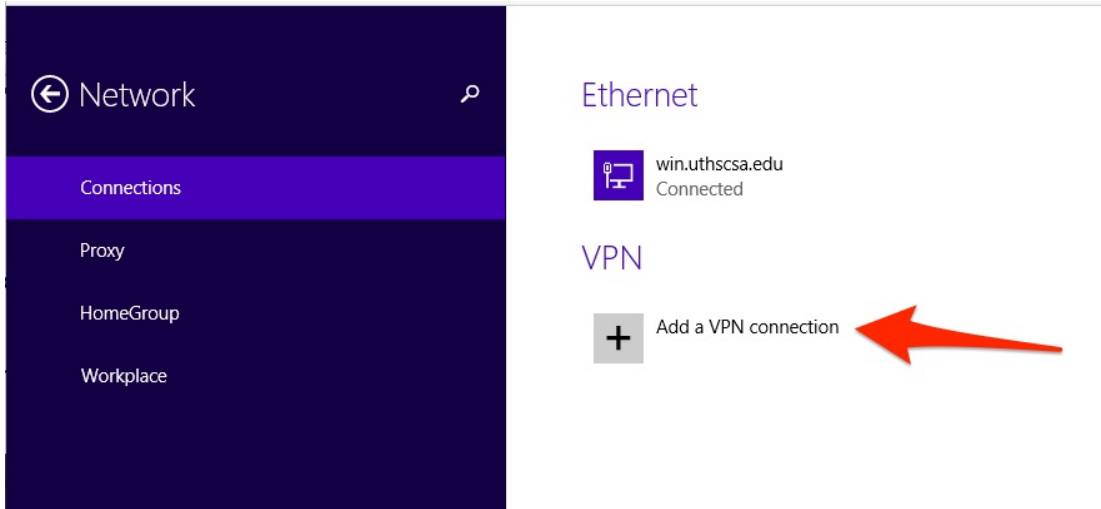 Network
Connections
Proxy
HomeGroup
Workplace
Ethernet
win.uthscsa.edu
Connected
VPN
Add a VPN connection